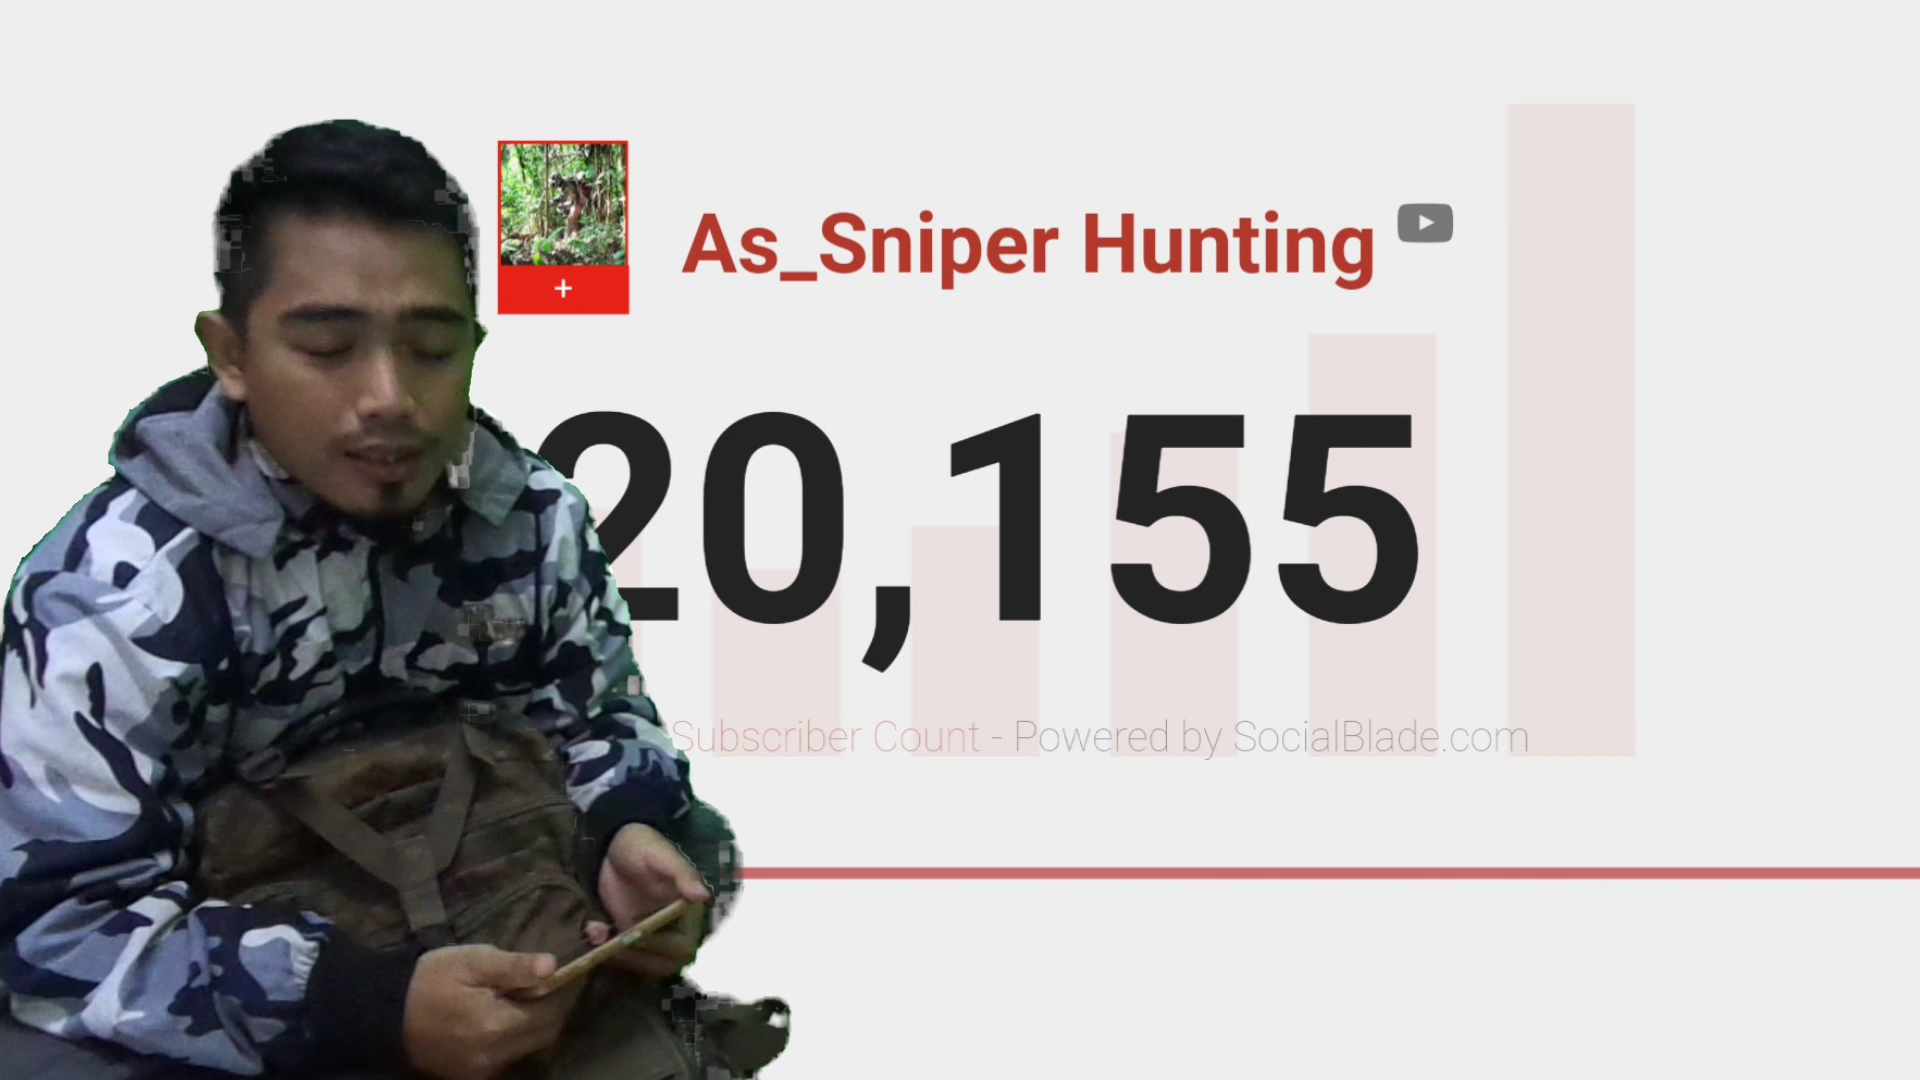 +
As_Sniper Hunting
20,155
Subscriber Count - Powered by SocialBlade.com